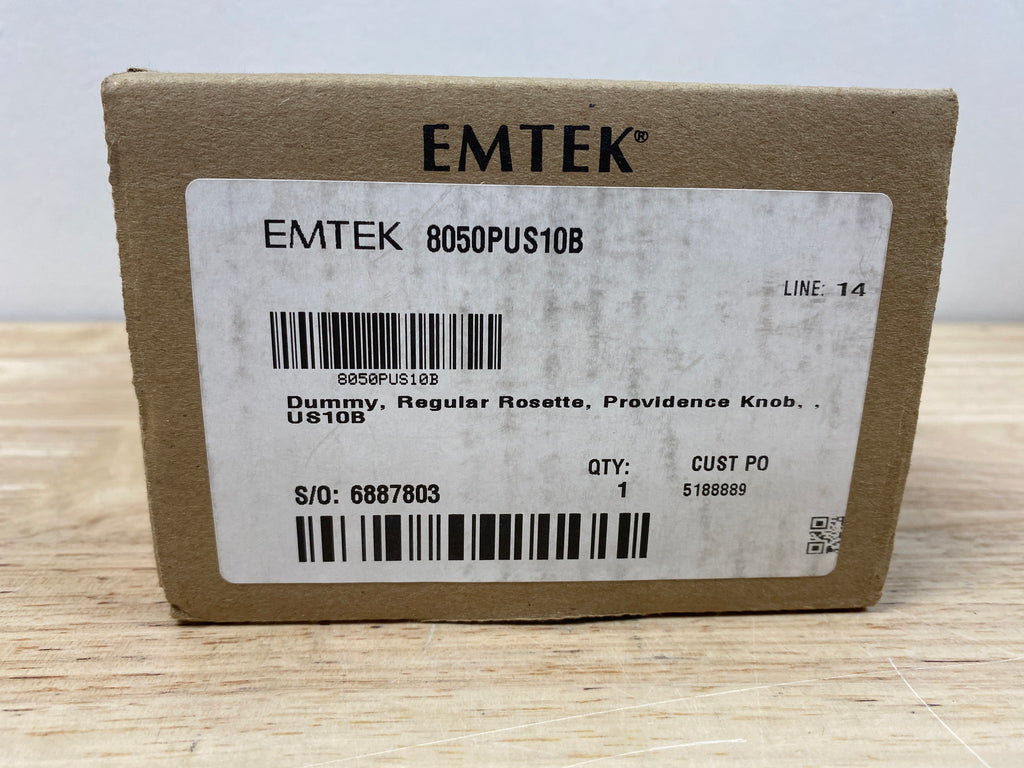 EMTEK®
EMTEK 8050PUS10B
LINE: 14
8050PUS10B
Dummy, Regular Rosette, Providence Knob, ,
US10B
QTY: CUST PO
S/O: 6887803 1 5188889